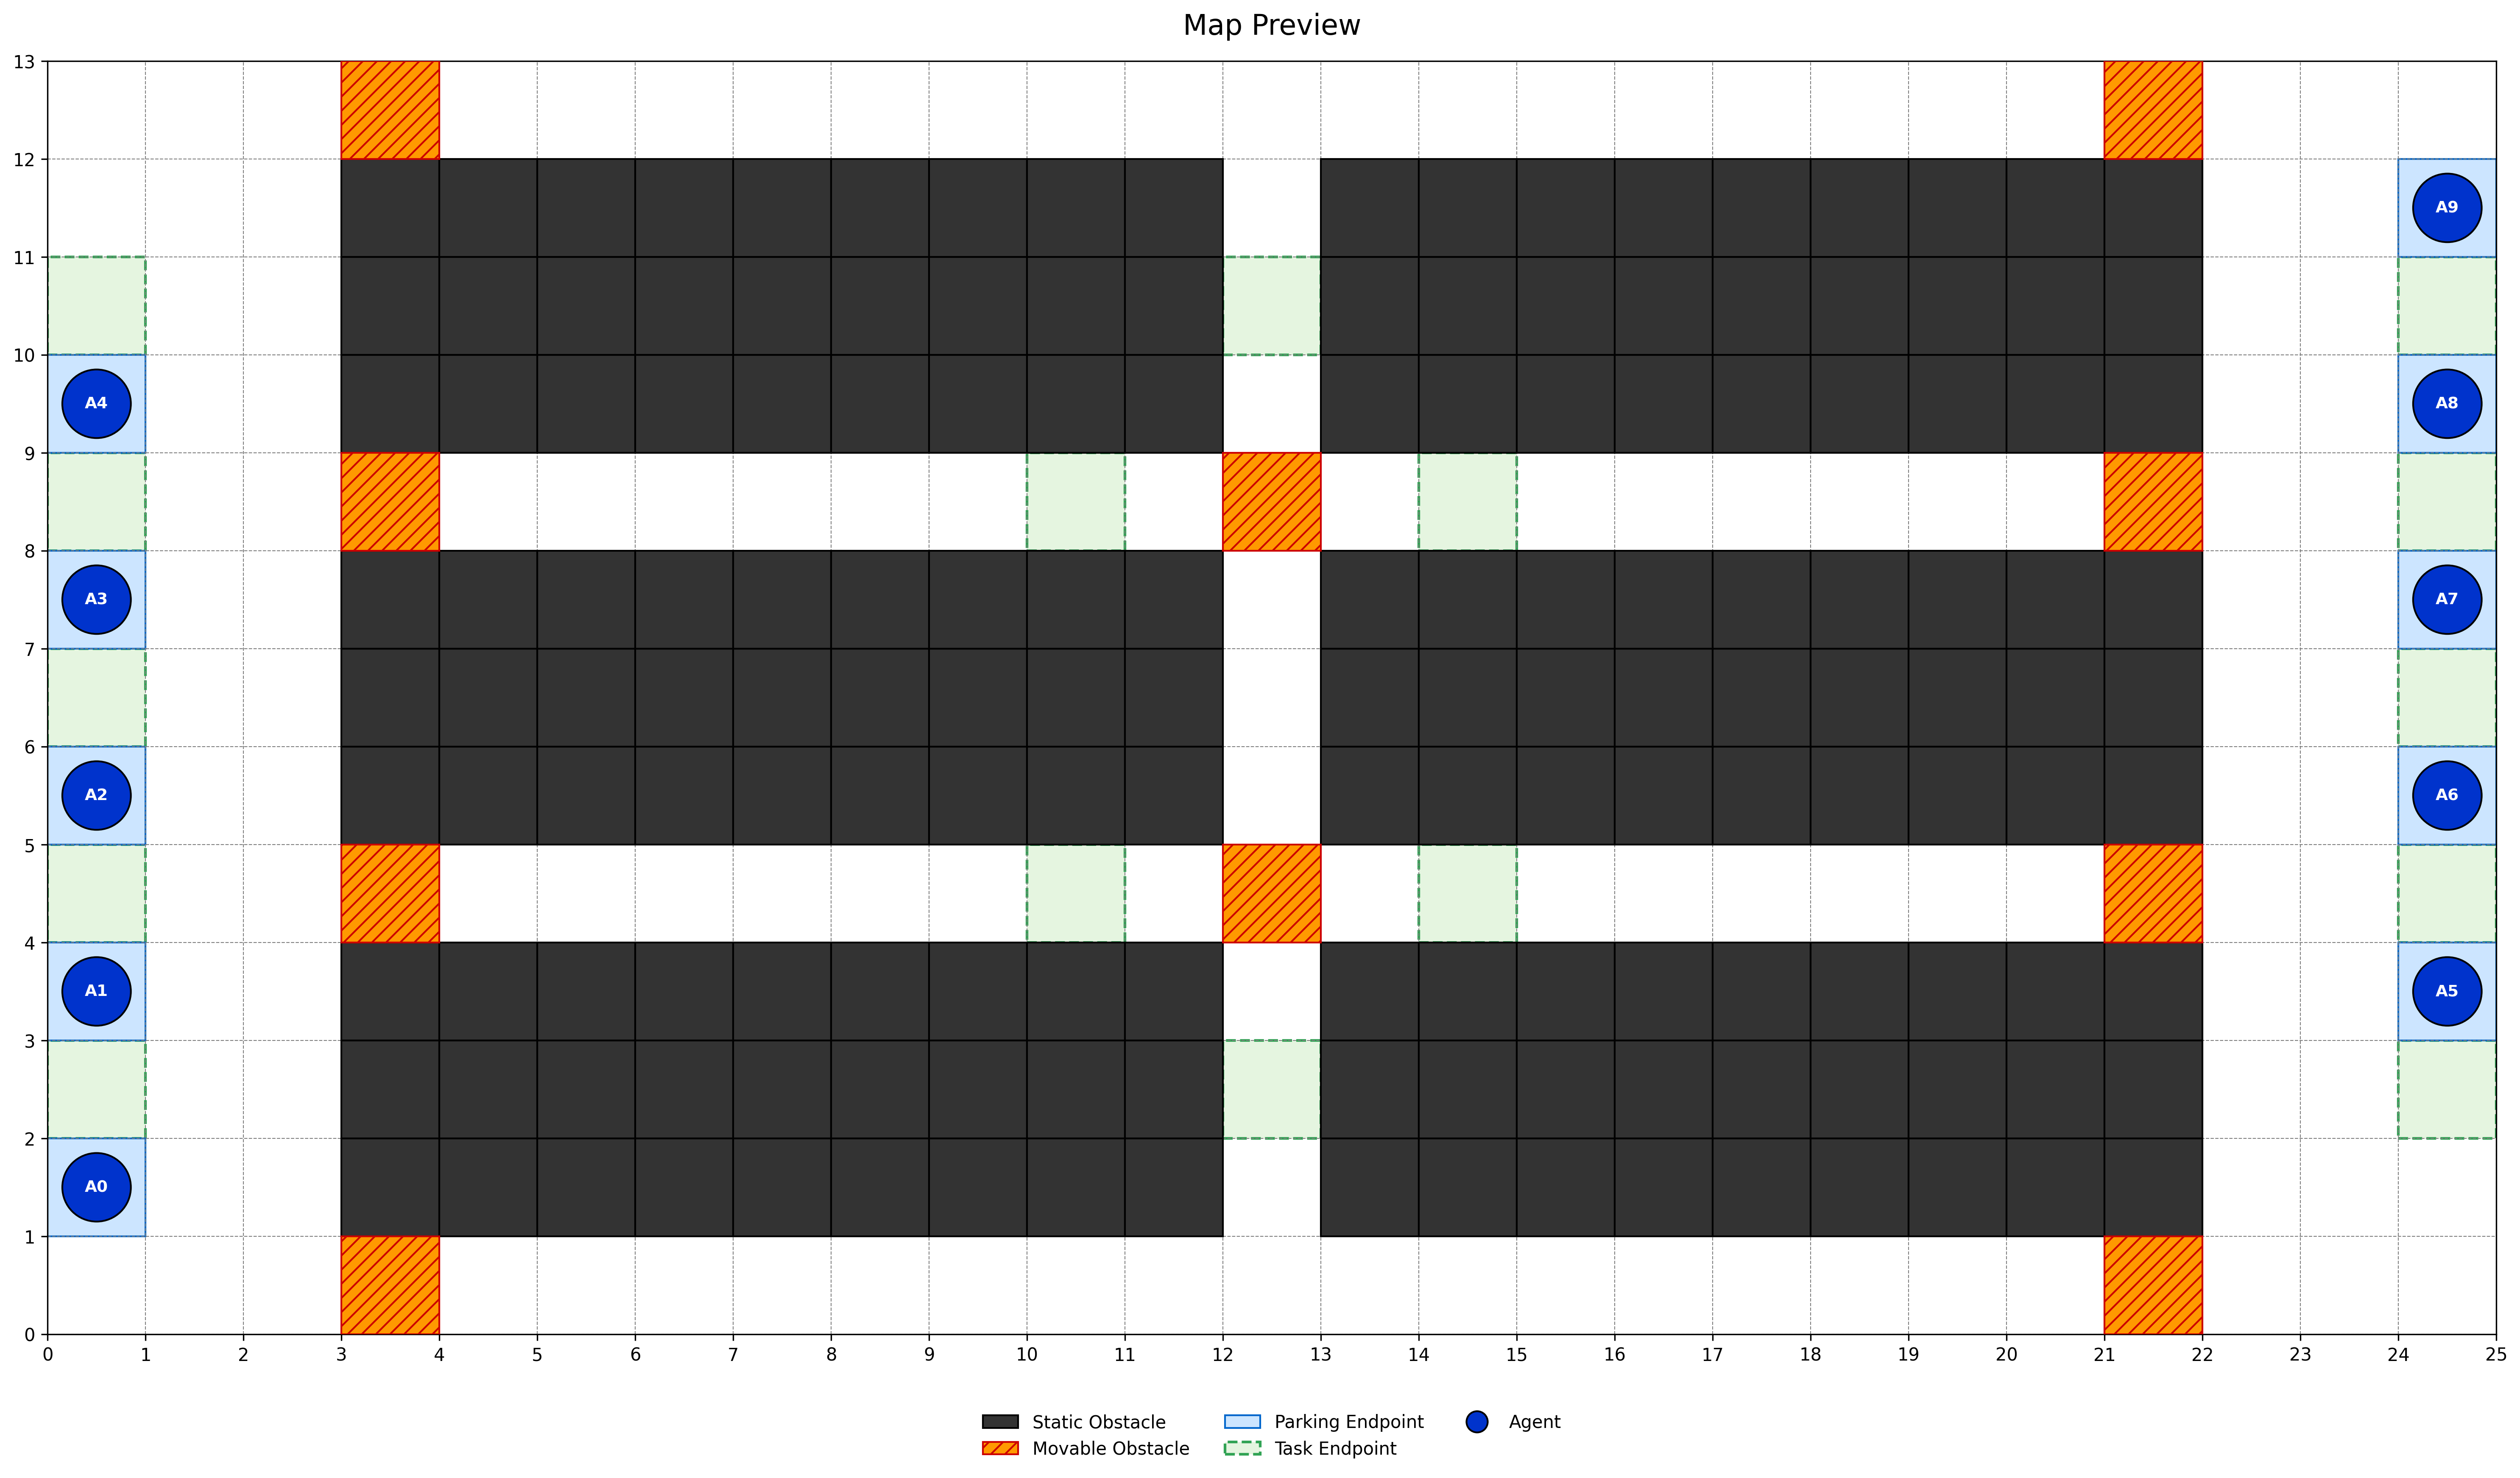 Map Preview
13
12
A9
11
10
A4
A8
9
8
A3
A7
7
6
A2
A6
5
4
A1
A5
3
2
A0
1
0
0 1 2 3 4 5 6 7 8 9 10 11 12 13 14 15 16 17 18 19 20 21 22 23 24 25
Static Obstacle Parking Endpoint Agent
Movable Obstacle Task Endpoint